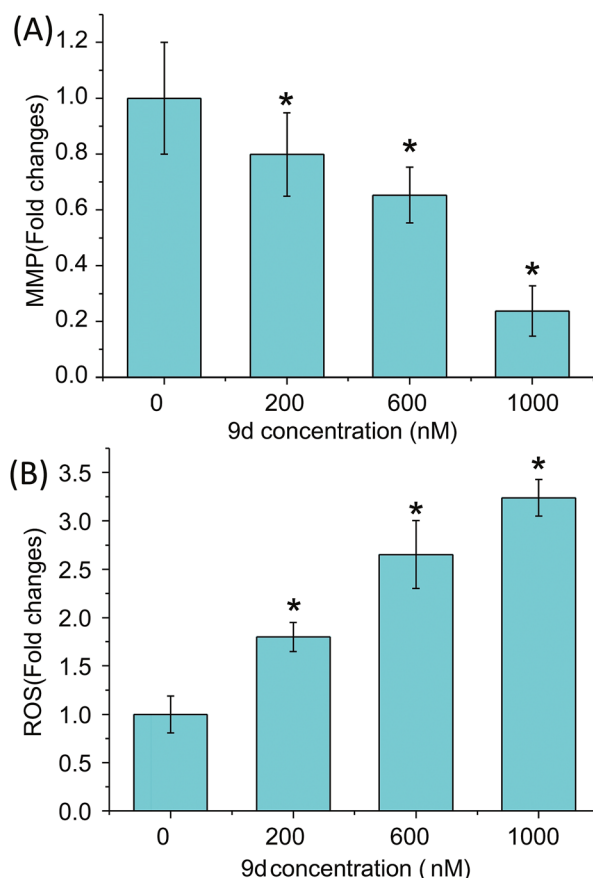 (A)
MMP(Fold changes)
1.2
1.0
0.8
0.6
0.4
0.2
0.0
*
*
*
0 200 600 1000
9d concentration (nM)
(B)
ROS(Fold changes)
3.5
3.0
2.5
2.0
1.5
1.0
0.5
0.0
*
*
*
0 200 600 1000
9d concentration ( nM)